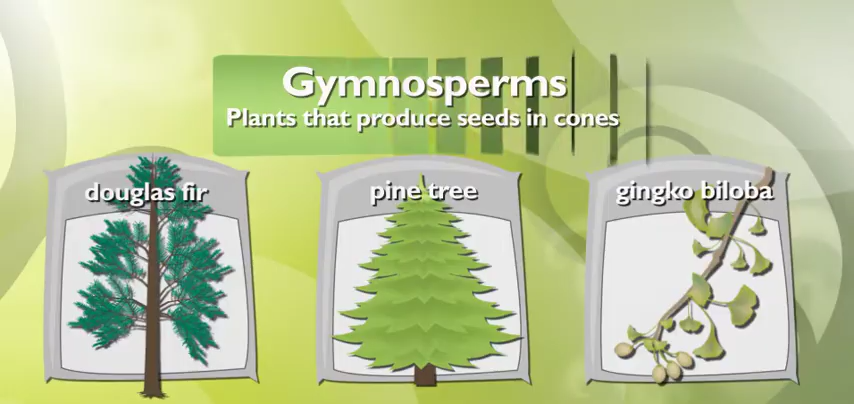 Gymnosperms
Plants that produce seeds in cones
douglas fir
pine tree
gingko biloba